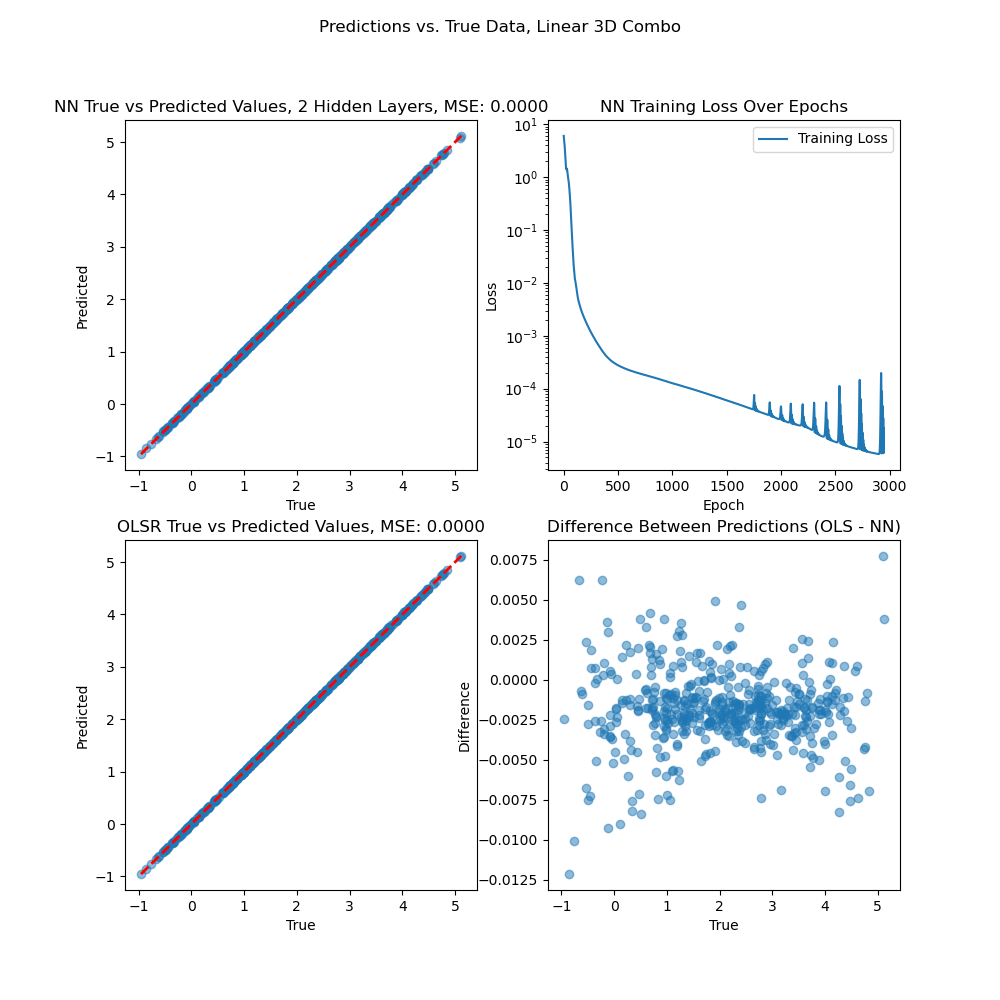 Predictions vs. True Data, Linear 3D Combo
NN True vs Predicted Values, 2 Hidden Layers, MSE: 0.0000
5
4
3
2
1
0
−1
Predicted
−1 0 1 2 3 4 5
True
NN Training Loss Over Epochs
Training Loss
10^1
10^0
10^−1
10^−2
10^−3
10^−4
10^−5
Loss
0 500 1000 1500 2000 2500 3000
Epoch
OLSR True vs Predicted Values, MSE: 0.0000
5
4
3
2
1
0
−1
Predicted
−1 0 1 2 3 4 5
True
Difference Between Predictions (OLS - NN)
0.0075
0.0050
0.0025
0.0000
−0.0025
−0.0050
−0.0075
−0.0100
−0.0125
Difference
−1 0 1 2 3 4 5
True